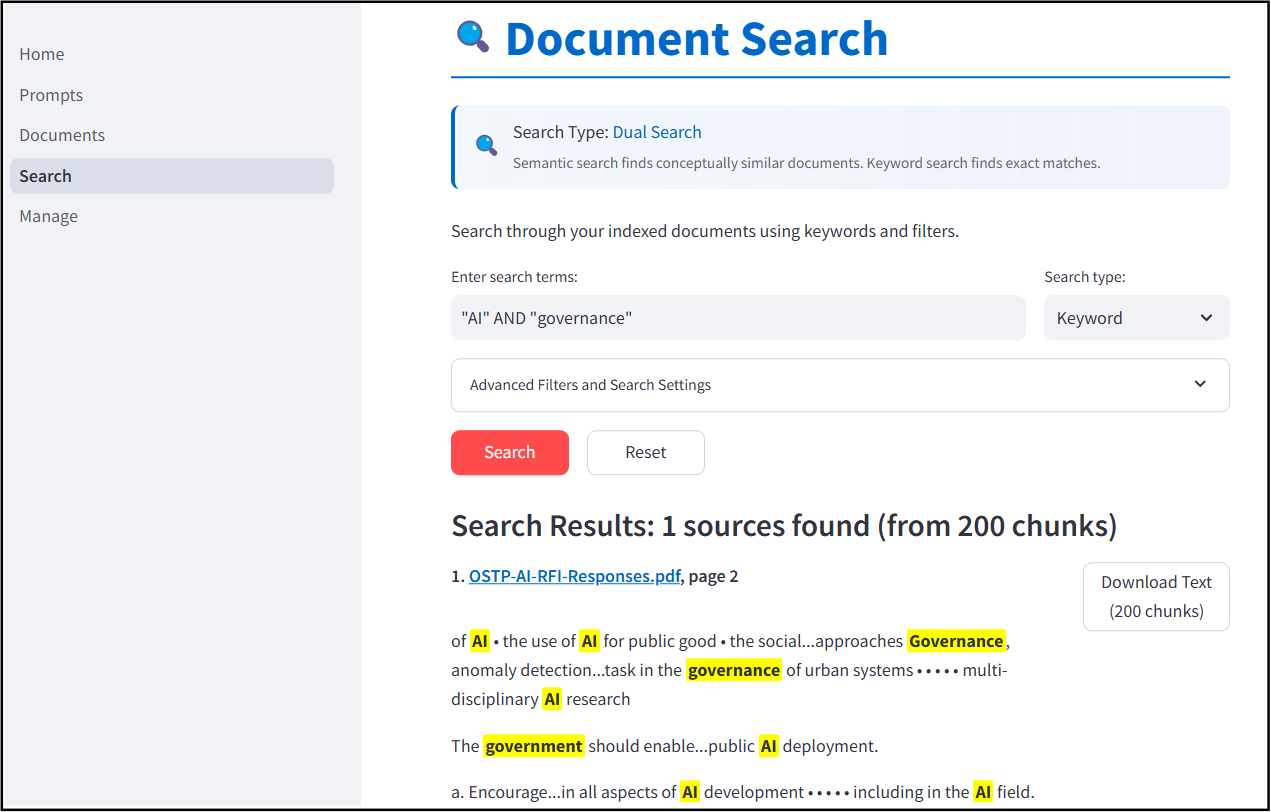 Home
Prompts
Documents
Search
Manage
Document Search
Search Type: Dual Search
Semantic search finds conceptually similar documents. Keyword search finds exact matches.
Search through your indexed documents using keywords and filters.
Enter search terms:
Search type:
"AI" AND "governance"
Keyword
Advanced Filters and Search Settings
Search
Reset
Search Results: 1 sources found (from 200 chunks)
1. OSTP-AI-RFI-Responses.pdf, page 2
Download Text
(200 chunks)
of AI • the use of AI for public good • the social...approaches Governance,
anomaly detection...task in the governance of urban systems • • • • • multi-
disciplinary AI research
The government should enable...public AI deployment.
a. Encourage...in all aspects of AI development • • • • • including in the AI field.